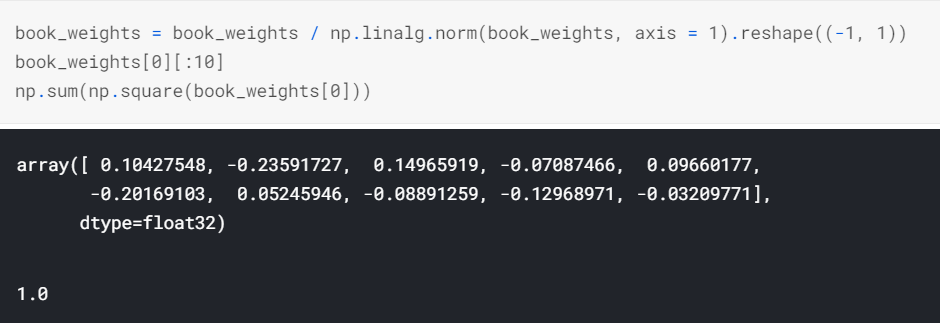 book_weights = book_weights / np.linalg.norm(book_weights, axis = 1).reshape((-1, 1))
book_weights[0][:10]
np.sum(np.square(book_weights[0]))
array([ 0.10427548, -0.23591727,  0.14965919, -0.07087466,  0.09660177,
       -0.20169103,  0.05245946, -0.08891259, -0.12968971, -0.03209771],
      dtype=float32)
1.0